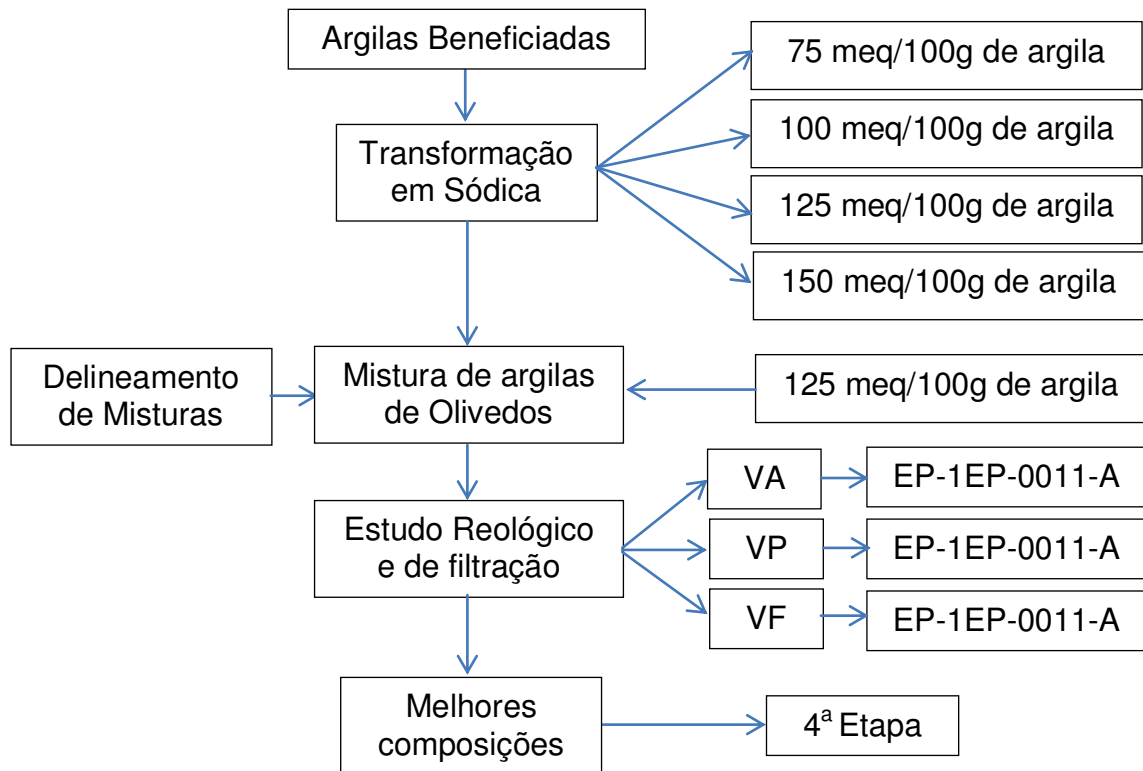 Argilas Beneficiadas
75 meq/100g de argila
100 meq/100g de argila
Transformação
em Sódica
125 meq/100g de argila
150 meq/100g de argila
Delineamento
de Misturas
Mistura de argilas
de Olivedos
125 meq/100g de argila
Estudo Reológico
e de filtração
VA
EP-1EP-0011-A
VP
EP-1EP-0011-A
VF
EP-1EP-0011-A
Melhores
composições
4ª Etapa